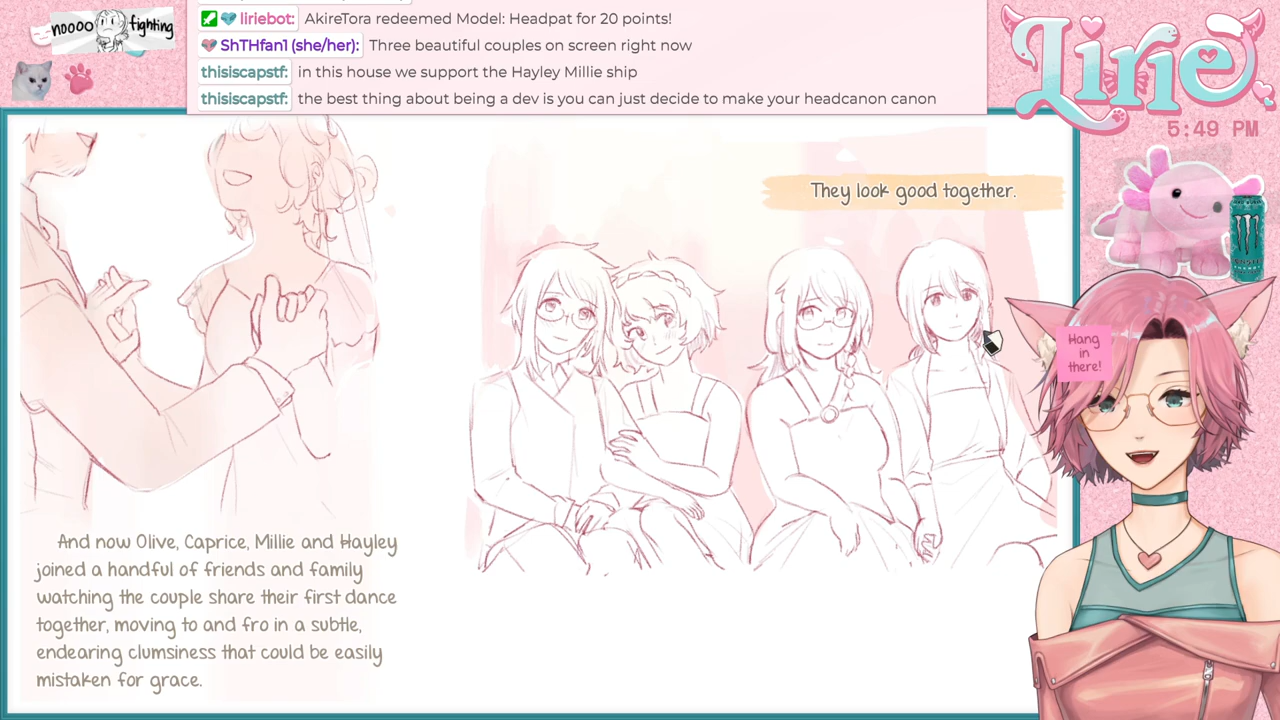 noooo fighting
liriebot: AkireTora redeemed Model: Headpat for 20 points!
ShTHfan1 (she/her): Three beautiful couples on screen right now
thisiscapstf: in this house we support the Hayley Millie ship
thisiscapstf: the best thing about being a dev is you can just decide to make your headcanon canon
Lirie
5:49 PM
They look good together.
Hang
in
there!
And now Olive, Caprice, Millie and Hayley
joined a handful of friends and family
watching the couple share their first dance
together, moving to and fro in a subtle,
endearing clumsiness that could be easily
mistaken for grace.